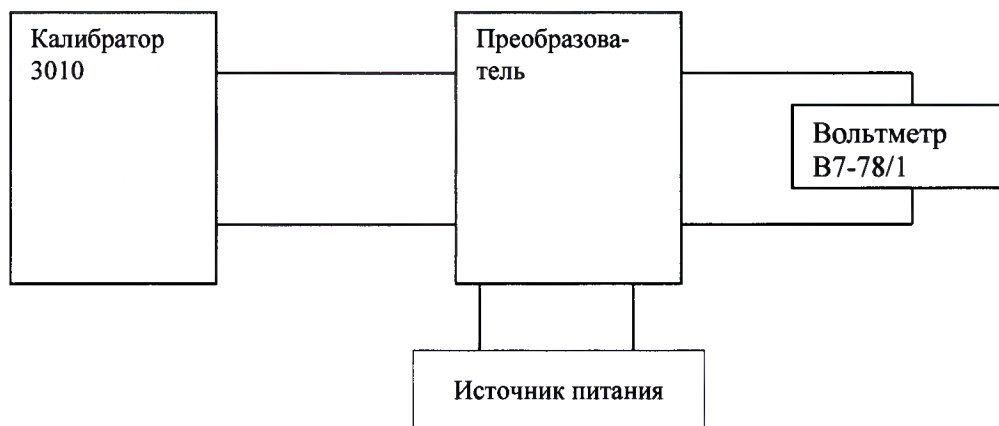 Калибратор
3010
Преобразова-
тель
Вольтметр
В7-78/1
Источник питания